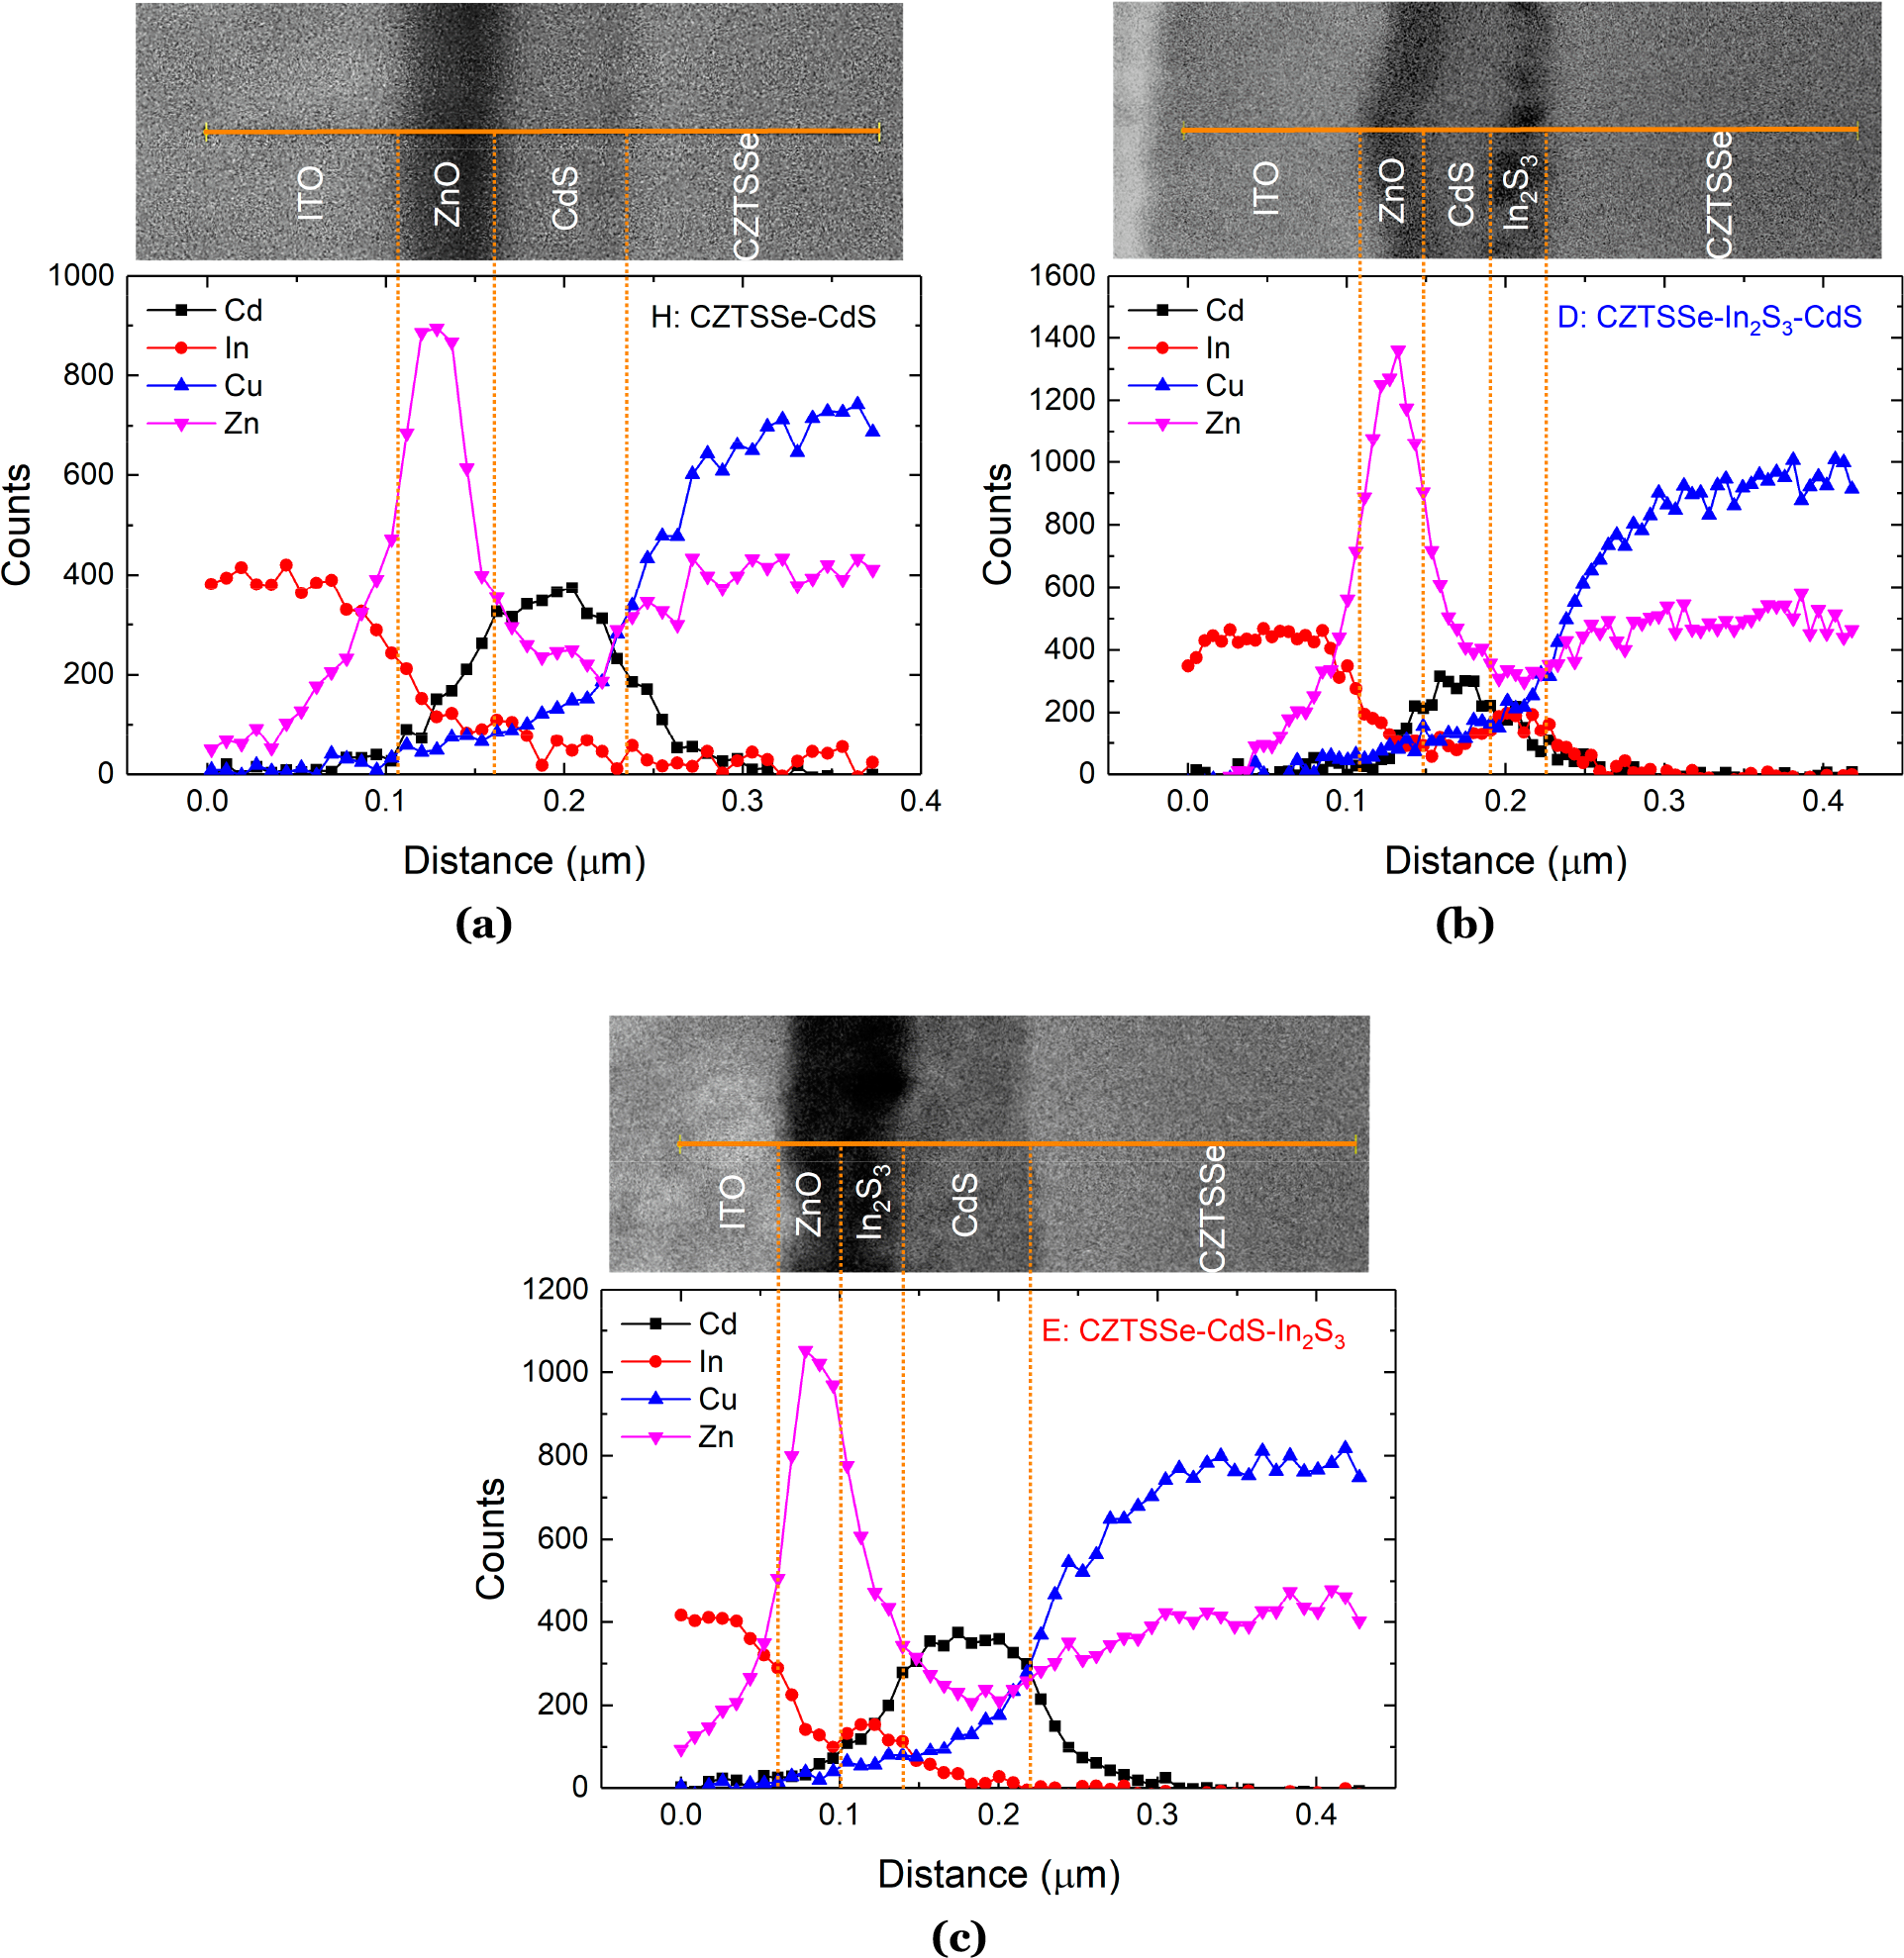 ITO
ZnO
CdS
CZTSSe
1000
800
600
400
200
0
Counts
Cd
In
Cu
Zn
H: CZTSSe-CdS
0.0 0.1 0.2 0.3 0.4
Distance (μm)
(a)
ITO
ZnO
CdS
In₂S₃
CZTSSe
1600
1400
1200
1000
800
600
400
200
0
Counts
Cd
In
Cu
Zn
D: CZTSSe-In₂S₃-CdS
0.0 0.1 0.2 0.3 0.4
Distance (μm)
(b)
ITO
ZnO
In₂S₃
CdS
CZTSSe
1200
1000
800
600
400
200
0
Counts
Cd
In
Cu
Zn
E: CZTSSe-CdS-In₂S₃
0.0 0.1 0.2 0.3 0.4
Distance (μm)
(c)